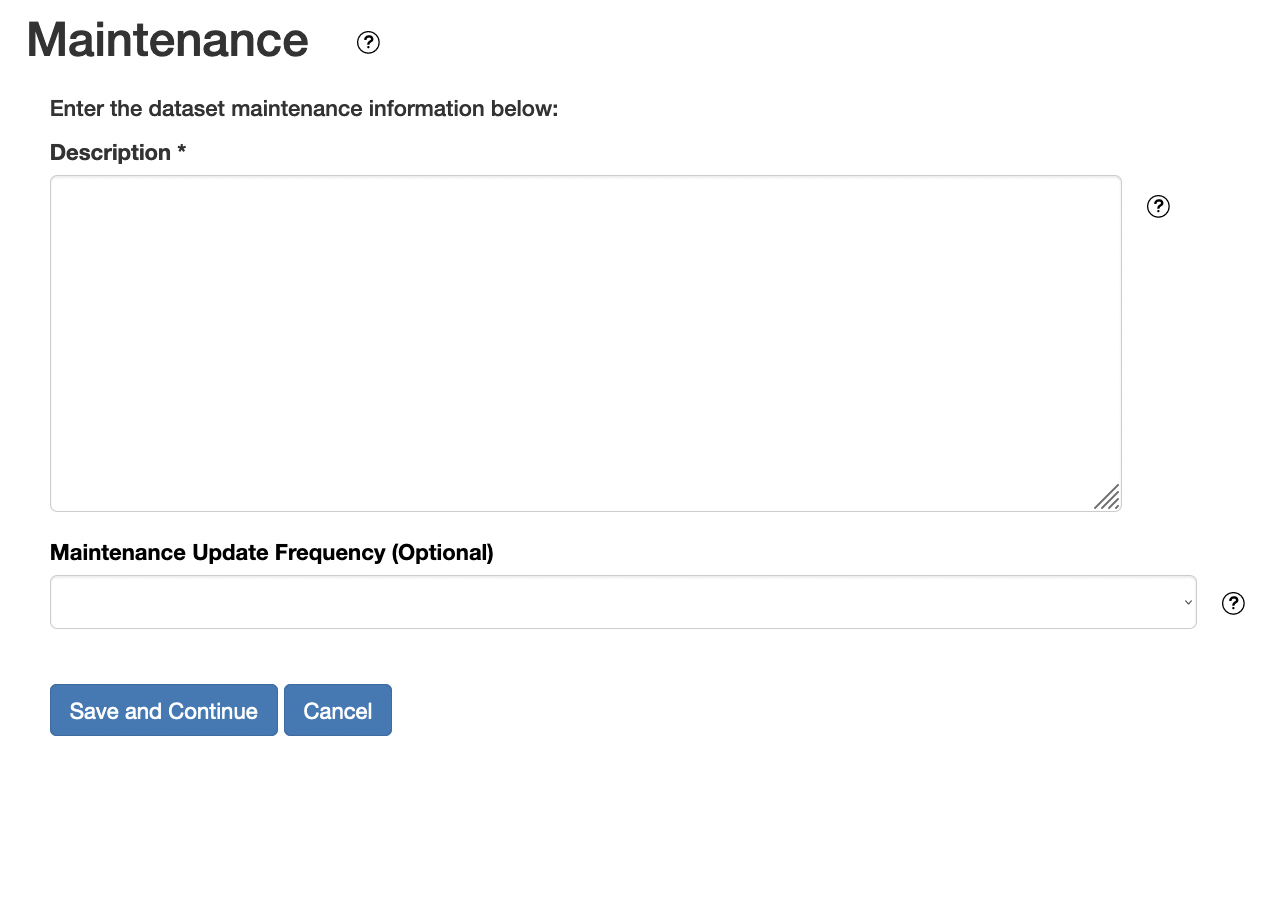 Maintenance
Enter the dataset maintenance information below:
Description *
Maintenance Update Frequency (Optional)
Save and Continue Cancel